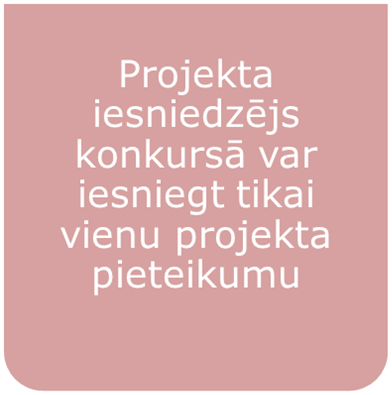 Projekta
iesniedzējs
konkursā var
iesniegt tikai
vienu projekta
pieteikumu